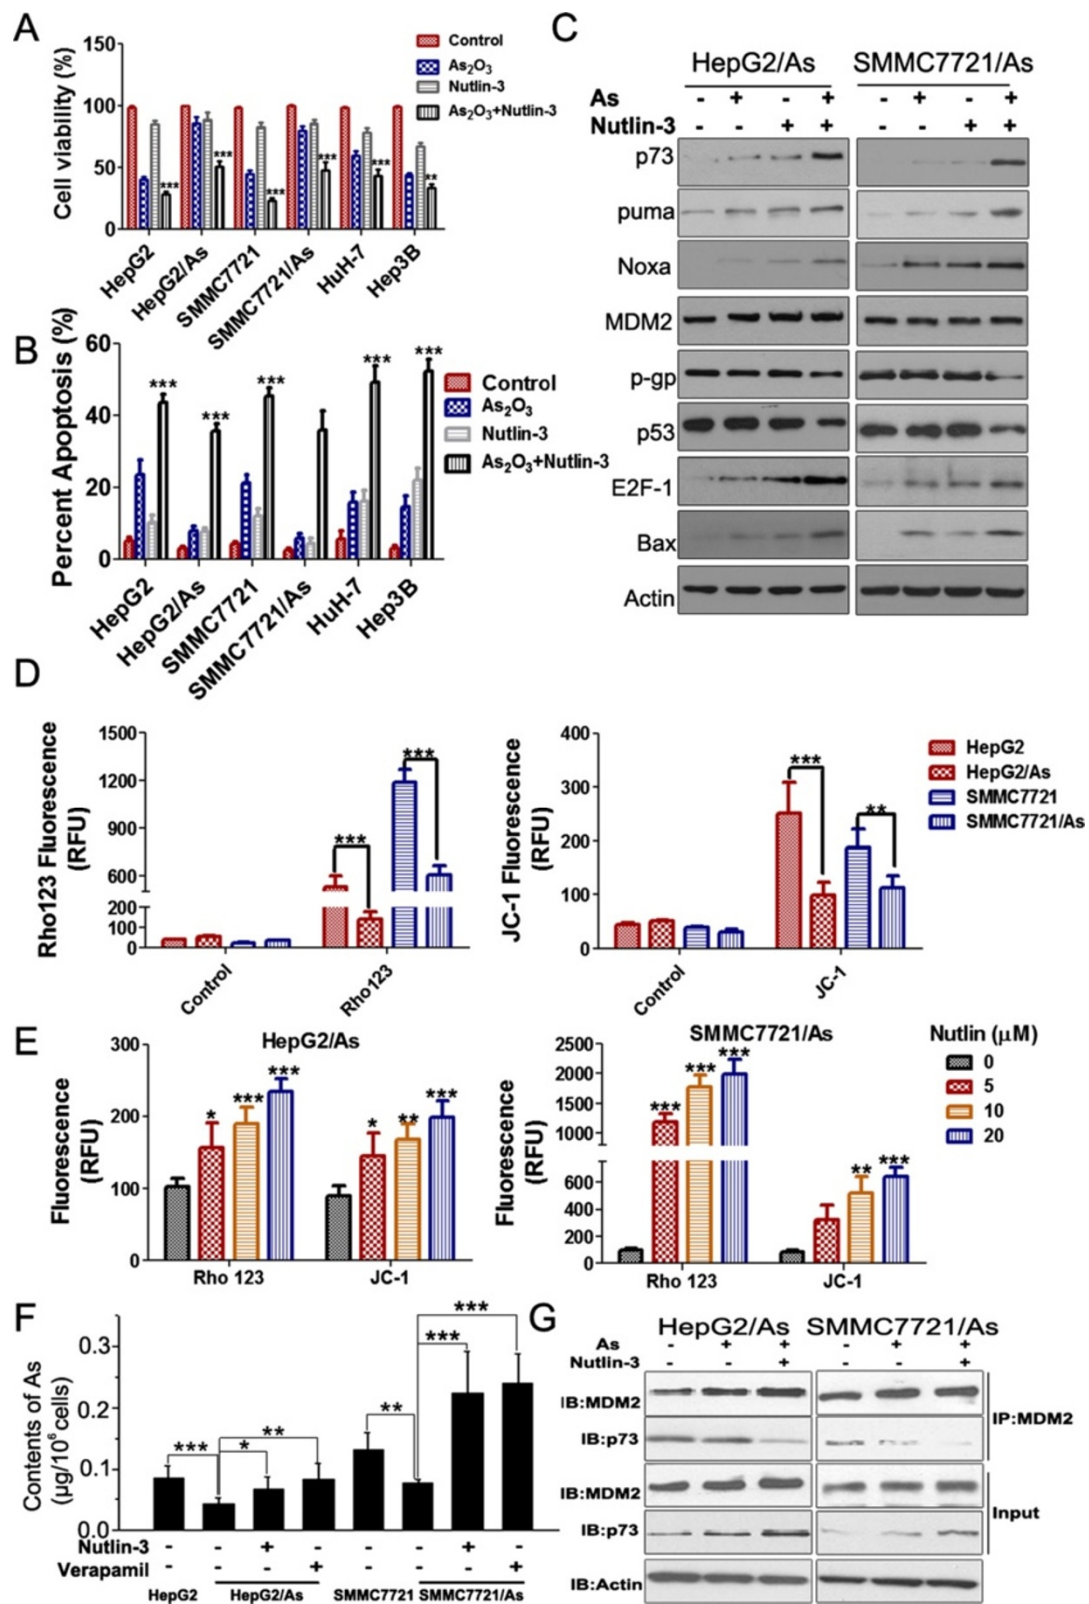 A
Cell viability (%)
150
100
50
0
Control
As2O3
Nutlin-3
As2O3+Nutlin-3
***
***
***
***
***
**
HepG2
HepG2/As
SMMC7721
SMMC7721/As
HuH-7
Hep3B
B
Percent Apoptosis (%)
60
40
20
0
***
***
***
***
***
Control
As2O3
Nutlin-3
As2O3+Nutlin-3
HepG2
HepG2/As
SMMC7721
SMMC7721/As
HuH-7
Hep3B
C
HepG2/As SMMC7721/As
As - + - + - + - +
Nutlin-3 - - + + - - + +
p73
puma
Noxa
MDM2
p-gp
p53
E2F-1
Bax
Actin
D
Rho123 Fluorescence
(RFU)
1500
1200
900
600
200
100
0
***
***
Control
Rho123
JC-1 Fluorescence
(RFU)
400
300
200
100
0
***
**
Control
JC-1
HepG2
HepG2/As
SMMC7721
SMMC7721/As
E
HepG2/As
Fluorescence
(RFU)
300
200
100
0
* *** ***
* ** ***
Rho 123
JC-1
SMMC7721/As
Fluorescence
(RFU)
2500
2000
1500
1000
600
400
200
0
*** *** ***
** ***
Rho 123
JC-1
Nutlin (μM)
0
5
10
20
F
Contents of As
(μg/10⁶ cells)
0.3
0.2
0.1
0.0
***
*
**
**
***
***
Nutlin-3 - - + - - - + -
Verapamil - - - + - - - +
HepG2 HepG2/As SMMC7721 SMMC7721/As
G
HepG2/As SMMC7721/As
As - + + - + +
Nutlin-3 - - + - - +
IB:MDM2
IB:p73
IP:MDM2
IB:MDM2
IB:p73
Input
IB:Actin